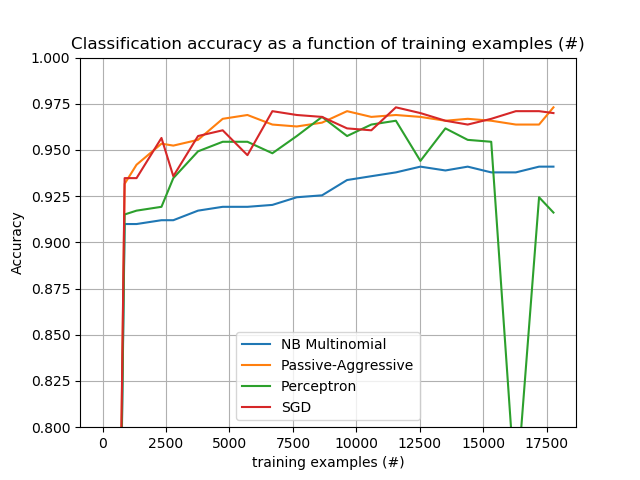 Classification accuracy as a function of training examples (#)
1.000
0.975
0.950
0.925
0.900
0.875
0.850
0.825
0.800
Accuracy
NB Multinomial
Passive-Aggressive
Perceptron
SGD
0 2500 5000 7500 10000 12500 15000 17500
training examples (#)